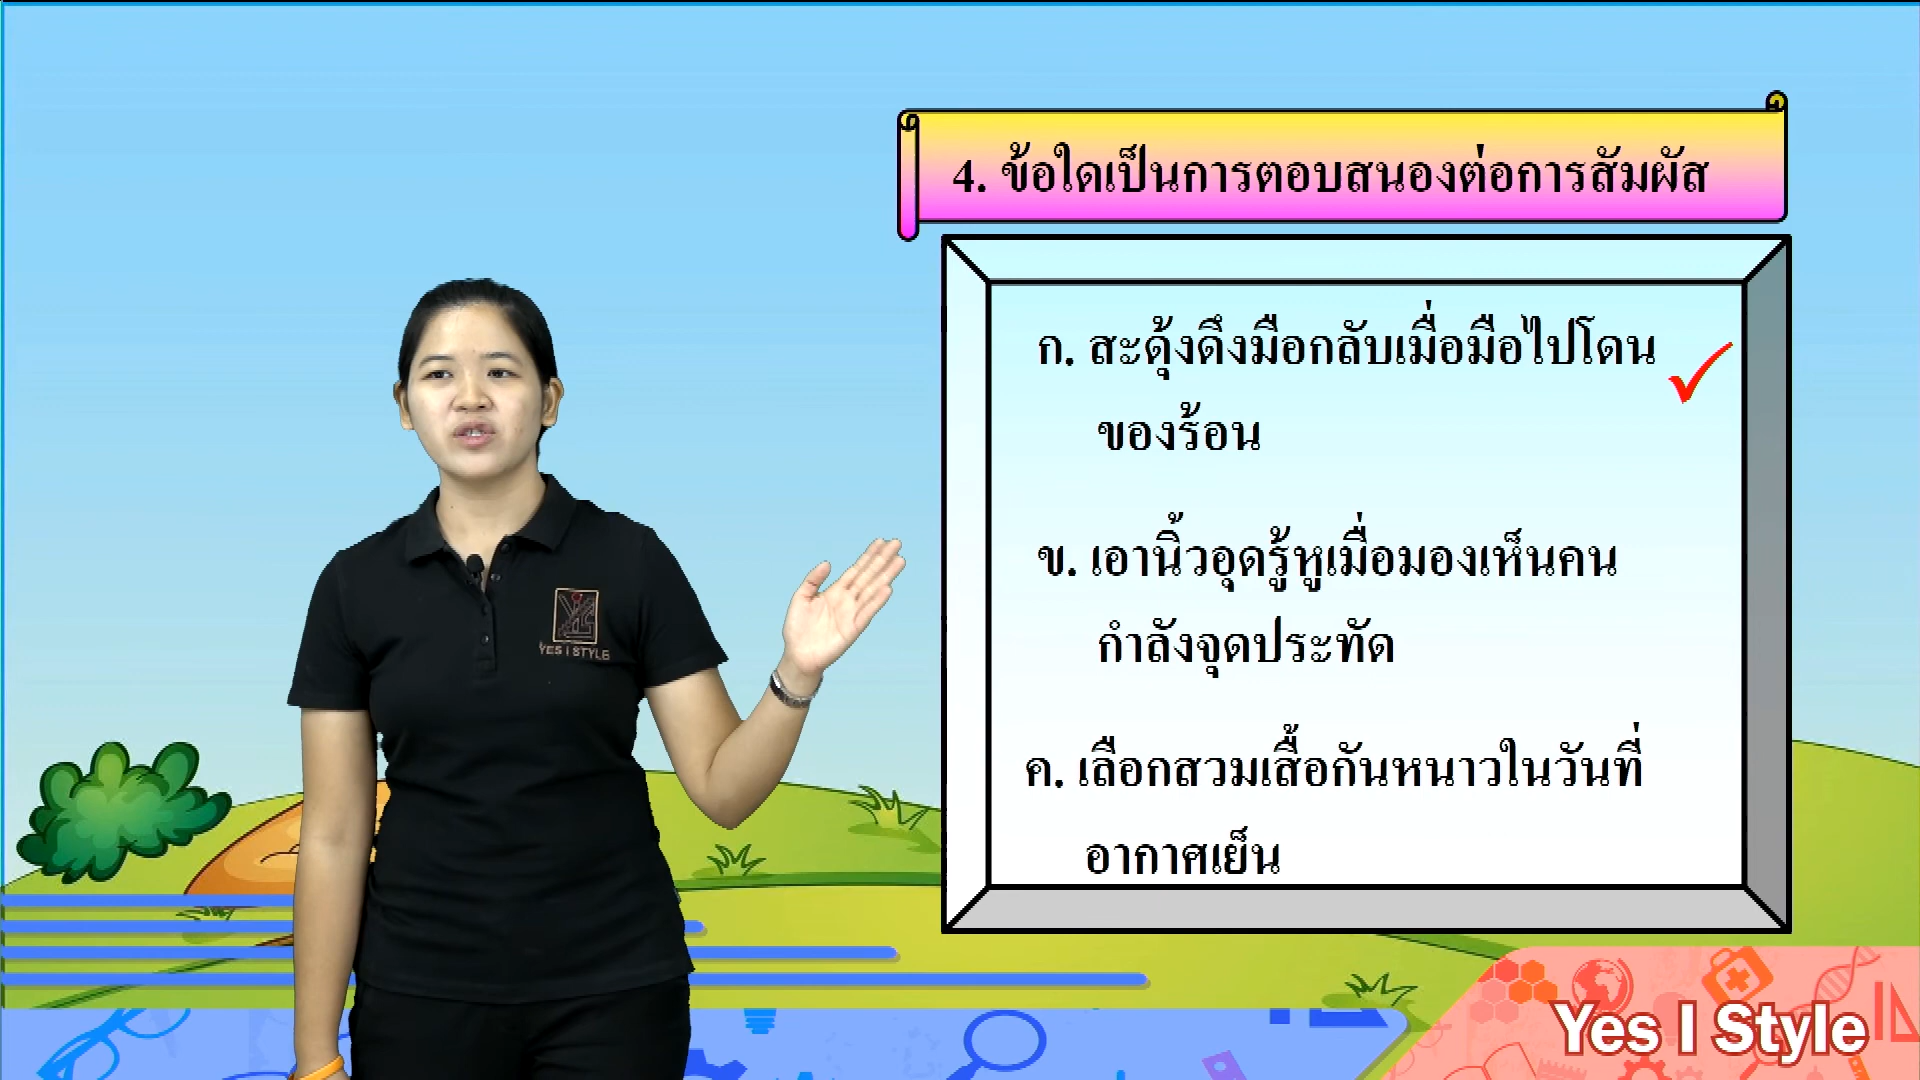 4. ข้อใดเป็นการตอบสนองต่อการสัมผัส
ก. สะดุ้งดึงมือกลับเมื่อมือไปโดน
ของร้อน
ข. เอานิ้วอุดรู้หูเมื่อมองเห็นคน
กำลังจุดประทัด
ค. เลือกสวมเสื้อกันหนาวในวันที่
อากาศเย็น
YES I STYLE
Yes I Style